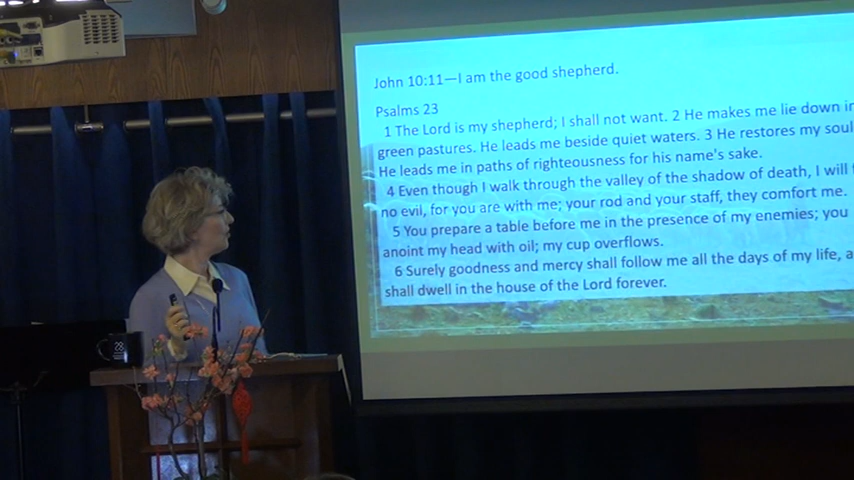 John 10:11—I am the good shepherd.
Psalms 23
1 The Lord is my shepherd; I shall not want. 2 He makes me lie down in
green pastures. He leads me beside quiet waters. 3 He restores my soul
He leads me in paths of righteousness for his name's sake.
4 Even though I walk through the valley of the shadow of death, I will
no evil, for you are with me; your rod and your staff, they comfort me.
5 You prepare a table before me in the presence of my enemies; you
anoint my head with oil; my cup overflows.
6 Surely goodness and mercy shall follow me all the days of my life, a
shall dwell in the house of the Lord forever.